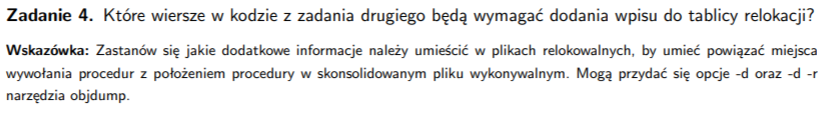 Zadanie 4. Które wiersze w kodzie z zadania drugiego będą wymagać dodania wpisu do tablicy relokacji?
Wskazówka: Zastanów się jakie dodatkowe informacje należy umieścić w plikach relokowalnych, by umieć powiązać miejsca
wywołania procedur z położeniem procedury w skonsolidowanym pliku wykonywalnym. Mogą przydać się opcje -d oraz -d -r
narzędzia objdump.